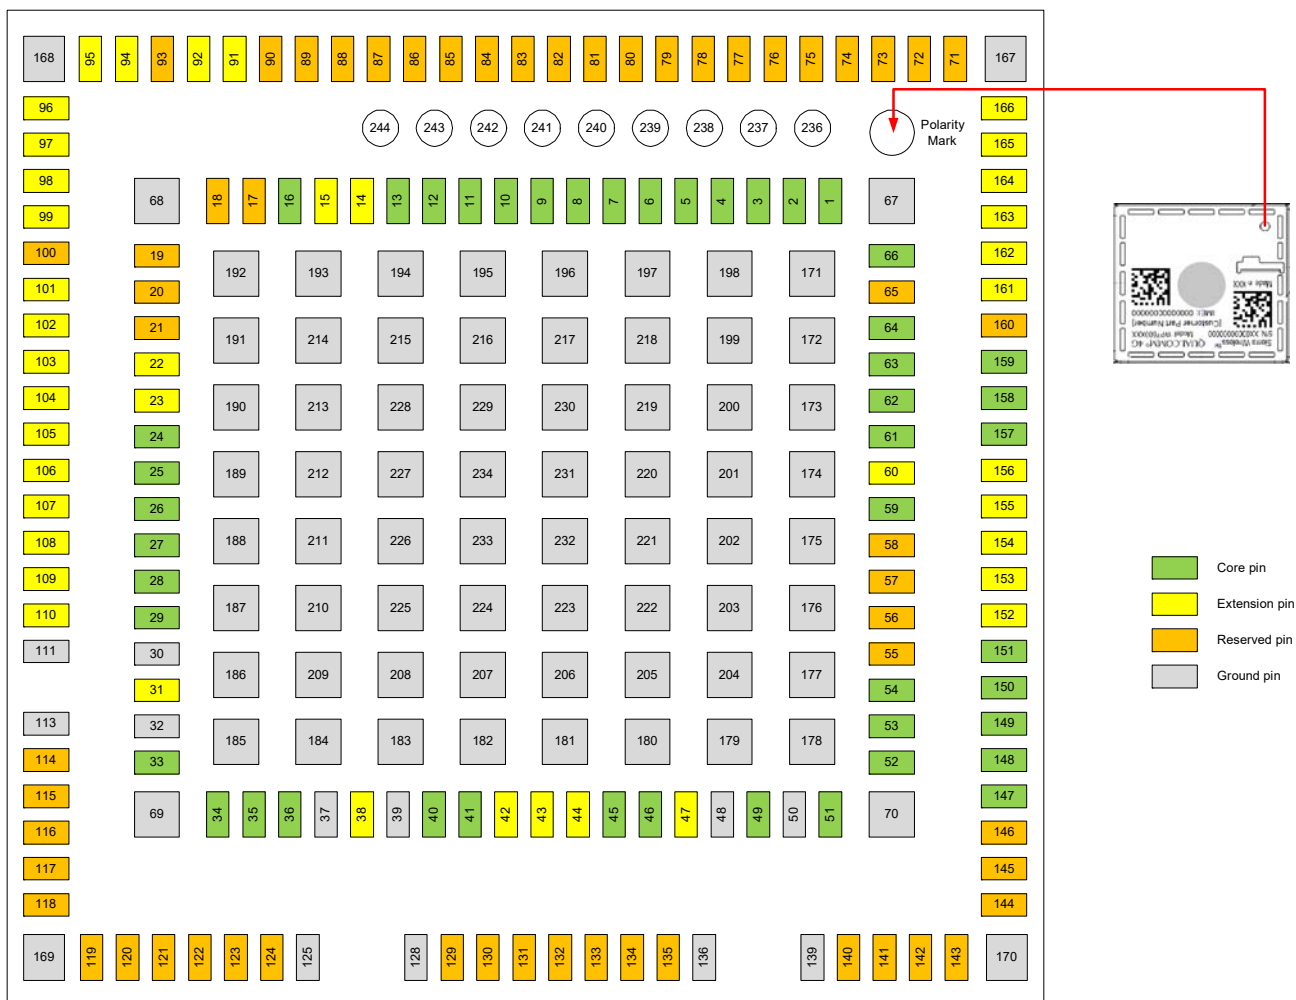 168 95 94 93 92 91 90 89 88 87 86 85 84 83 82 81 80 79 78 77 76 75 74 73 72 71 167
96 166
244 243 242 241 240 239 238 237 236 Polarity
Mark
97 165
98 164
68 18 17 16 15 14 13 12 11 10 9 8 7 6 5 4 3 2 1 67
99 163
100 19 66 162
192 193 194 195 196 197 198 171
101 20 65 161
102 21 64 160
191 214 215 216 217 218 199 172
103 22 63 159
104 23 62 158
190 213 228 229 230 219 200 173
105 24 61 157
106 25 189 212 227 234 231 220 201 174 60 156
107 26 59 155
108 27 188 211 226 233 232 221 202 175 58 154
109 28 57 153
110 29 187 210 225 224 223 222 203 176 56 152
111 30 55 151
186 209 208 207 206 205 204 177
31 54 150
113 32 53 149
185 184 183 182 181 180 179 178
114 33 52 148
115 147
69 34 35 36 37 38 39 40 41 42 43 44 45 46 47 48 49 50 51 70
116 146
117 145
118 144
169 119 120 121 122 123 124 125 128 129 130 131 132 133 134 135 136 139 140 141 142 143 170
Sierra Wireless™ QUALCOMM® 4G
[Customer Part Number]
Made in XXX
Core pin
Extension pin
Reserved pin
Ground pin